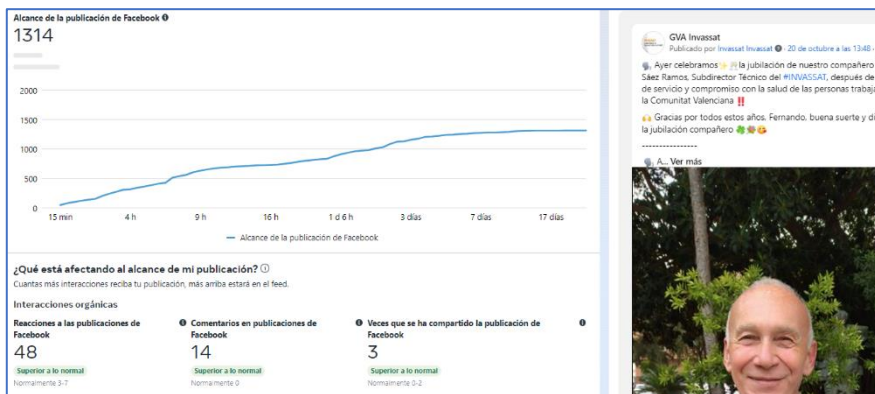 Alcance de la publicación de Facebook
1314
2000
1500
1000
500
0
15 min 4 h 9 h 16 h 1 d 6 h 3 días 7 días 17 días
Alcance de la publicación de Facebook
¿Qué está afectando al alcance de mi publicación?
Cuantas más interacciones reciba tu publicación, más arriba estará en el feed.
Interacciones orgánicas
Reacciones a las publicaciones de
Facebook
48
Superior a lo normal
Normalmente 3-7
Comentarios en publicaciones de
Facebook
14
Superior a lo normal
Normalmente 0
Veces que se ha compartido la publicación de
Facebook
3
Superior a lo normal
Normalmente 0-2
GVA Invassat
Publicado por Invassat Invassat · 20 de octubre a las 13:48 ·
Ayer celebramos la jubilación de nuestro compañero
Sáez Ramos, Subdirector Técnico del #INVASSAT, después de
de servicio y compromiso con la salud de las personas trabaja
la Comunitat Valenciana ‼️
Gracias por todos estos años. Fernando, buena suerte y di
la jubilación compañero
----------------
A... Ver más